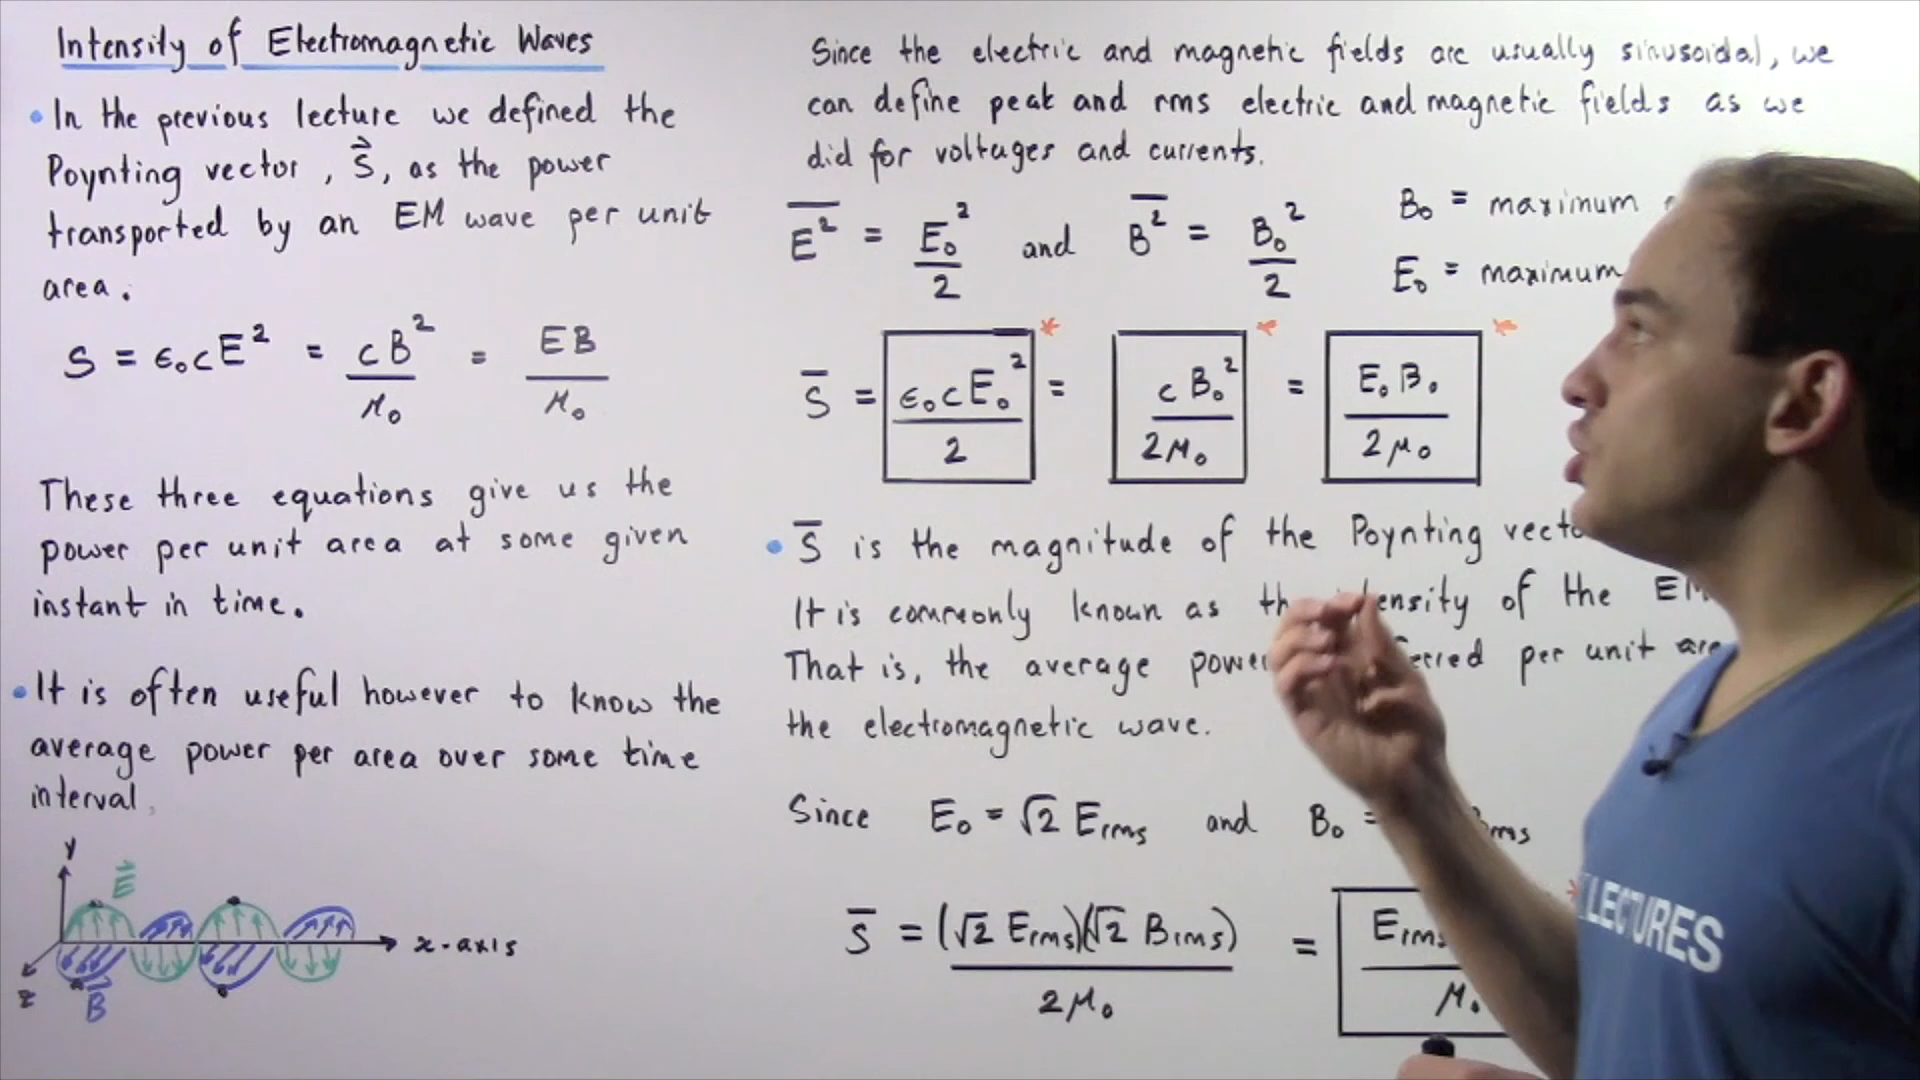 Intensity of Electromagnetic Waves
• In the previous lecture we defined the
Poynting vector, S⃗, as the power
transported by an EM wave per unit
area.
S = ϵ₀cE² = cB²/μ₀ = EB/μ₀
These three equations give us the
power per unit area at some given
instant in time.
• It is often useful however to know the
average power per area over some time
interval.
y
E⃗
x-axis
z
B⃗
Since the electric and magnetic fields are usually sinusoidal, we
can define peak and rms electric and magnetic fields as we
did for voltages and currents.
E̅² = E₀²/2 and B̅² = B₀²/2
B₀ = maximum
E₀ = maximum
S̅ = ϵ₀cE₀²/2 * = cB₀²/2μ₀ * = E₀B₀/2μ₀ *
• S̅ is the magnitude of the Poynting
It is commonly known as of the
That is, the average per unit
the electromagnetic wave.
Since E₀ = √2 Erms and B₀ =
S̅ = (√2 Erms)(√2 Brms)/2μ₀ = Erms /μ₀
LECTURES